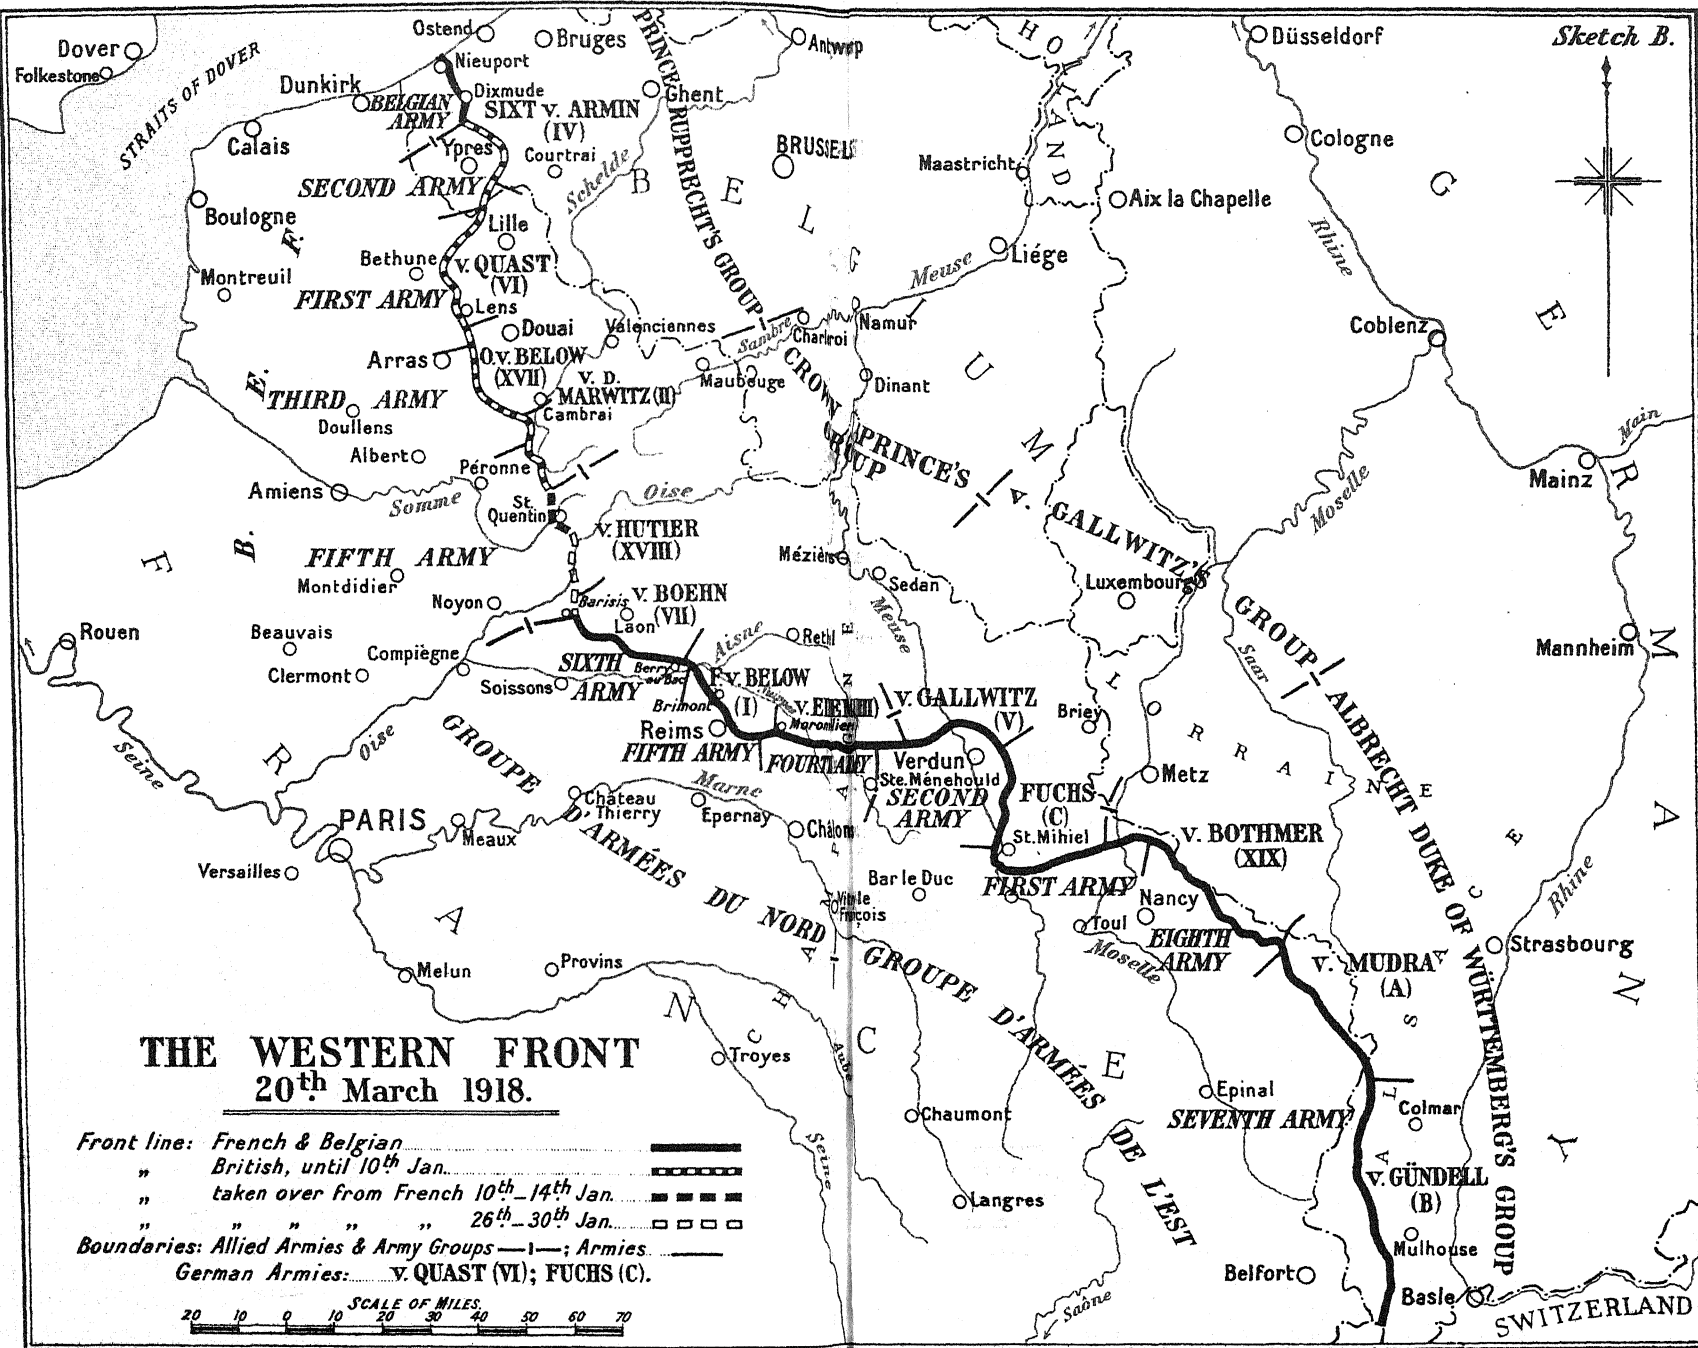 Sketch B.
Dover
Folkestone
STRAITS OF DOVER
Ostend
Bruges
Antwerp
HOLLAND
Düsseldorf
Nieuport
Dunkirk
Dixmude
Ghent
BELGIAN
ARMY
SIXT v. ARMIN
(IV)
PRINCE RUPPRECHT'S GROUP
Calais
Ypres
Courtrai
Schelde
BRUSSELS
Maastricht
Cologne
SECOND ARMY
BELGIUM
Aix la Chapelle
GERMANY
Boulogne
Lille
Rhine
B. E. F.
Bethune
v. QUAST
(VI)
Meuse
Liége
Montreuil
FIRST ARMY
Lens
Douai
Valenciennes
Sambre
Charleroi
Namur
Coblenz
Arras
O.v. BELOW
(XVII)
V. D.
MARWITZ (II)
Maubeuge
CROWN PRINCE'S
GROUP
Dinant
THIRD ARMY
Doullens
Cambrai
Main
Albert
Péronne
Mainz
Amiens
Somme
St.
Quentin
Oise
v. GALLWITZ'S GROUP
Moselle
FRANCE
FIFTH ARMY
Montdidier
v. HUTIER
(XVIII)
Mézières
Sedan
Luxembourg
Noyon
Barisis
v. BOEHN
(VII)
Laon
Meuse
Rouen
Beauvais
Clermont
Compiègne
Aisne
Saar
Mannheim
Soissons
SIXTH
ARMY
Berry
au Bac
F. v. BELOW
(I)
Brimont
v. GALLWITZ
(V)
Briey
LORRAINE
ALBRECHT DUKE OF WÜRTTEMBERG'S GROUP
Seine
Oise
GROUPE D'ARMÉES DU NORD
Reims
FIFTH ARMY
Verdun
Metz
Marne
Ste. Ménehould
SECOND
ARMY
FUCHS
(C)
Château
Thierry
Epernay
Châlons
PARIS
Meaux
St. Mihiel
v. BOTHMER
(XIX)
Versailles
Bar le Duc
FIRST ARMY
Nancy
Toul
Moselle
EIGHTH
ARMY
Rhine
Strasbourg
CHAMPAGNE
GROUPE D'ARMÉES DE L'EST
v. MUDRA
(A)
ALSACE
Melun
Provins
Troyes
Aube
Seine
Chaumont
Epinal
SEVENTH ARMY
Colmar
Langres
v. GÜNDELL
(B)
Mulhouse
Belfort
Basle
Saône
SWITZERLAND
THE WESTERN FRONT
20th March 1918.
Front line: French & Belgian
„ British, until 10th Jan.
„ taken over from French 10th–14th Jan.
„ „ „ „ „ 26th–30th Jan.
Boundaries: Allied Armies & Army Groups —ı—; Armies
German Armies: v. QUAST (VI); FUCHS (C).
SCALE OF MILES.
20 10 0 10 20 30 40 50 60 70